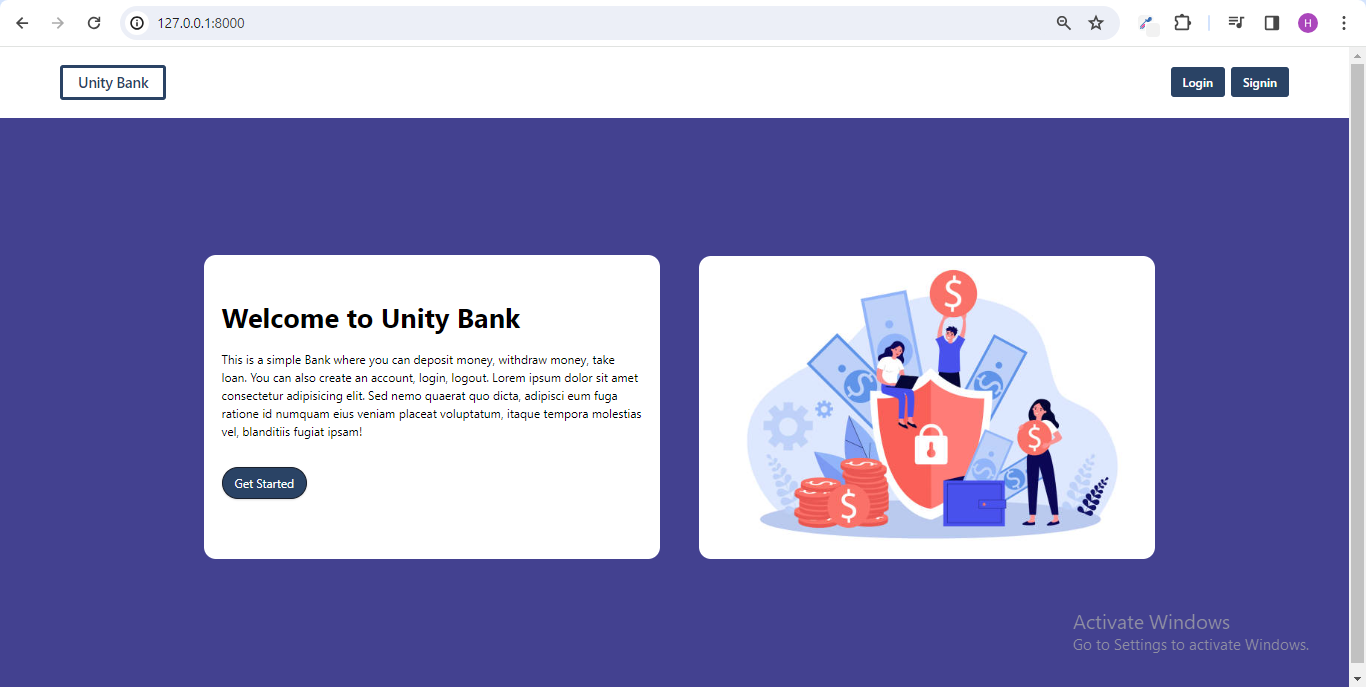 127.0.0.1:8000
H
Unity Bank
Login
Signin
Welcome to Unity Bank
This is a simple Bank where you can deposit money, withdraw money, take
loan. You can also create an account, login, logout. Lorem ipsum dolor sit amet
consectetur adipisicing elit. Sed nemo quaerat quo dicta, adipisci eum fuga
ratione id numquam eius veniam placeat voluptatum, itaque tempora molestias
vel, blanditiis fugiat ipsam!
Get Started
$
$
$
Activate Windows
Go to Settings to activate Windows.